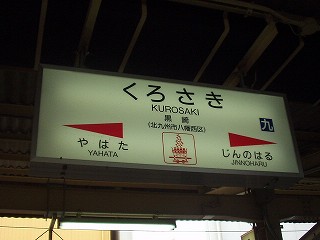 くろさき
KUROSAKI
黒崎
(北九州市八幡西区)
九
やはた
YAHATA
じんのはる
JINNOHARU